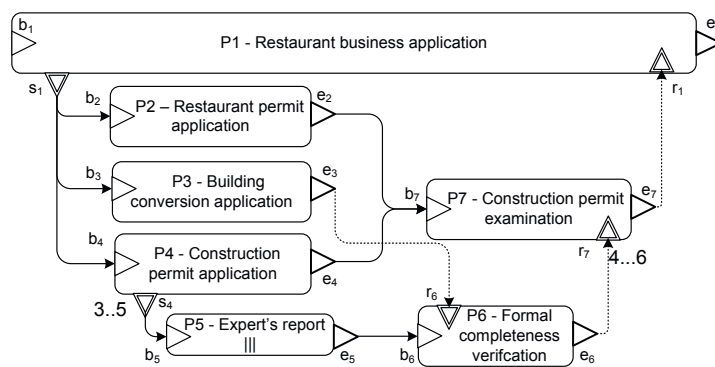 b1
P1 - Restaurant business application
e
s1
r1
b2
P2 – Restaurant permit
application
e2
b3
P3 - Building
conversion application
e3
b7
P7 - Construction permit
examination
e7
b4
P4 - Construction
permit application
e4
r7
4...6
3..5
s4
r6
P5 - Expert's report
|||
b5
e5
b6
P6 - Formal
completeness
verifcation
e6